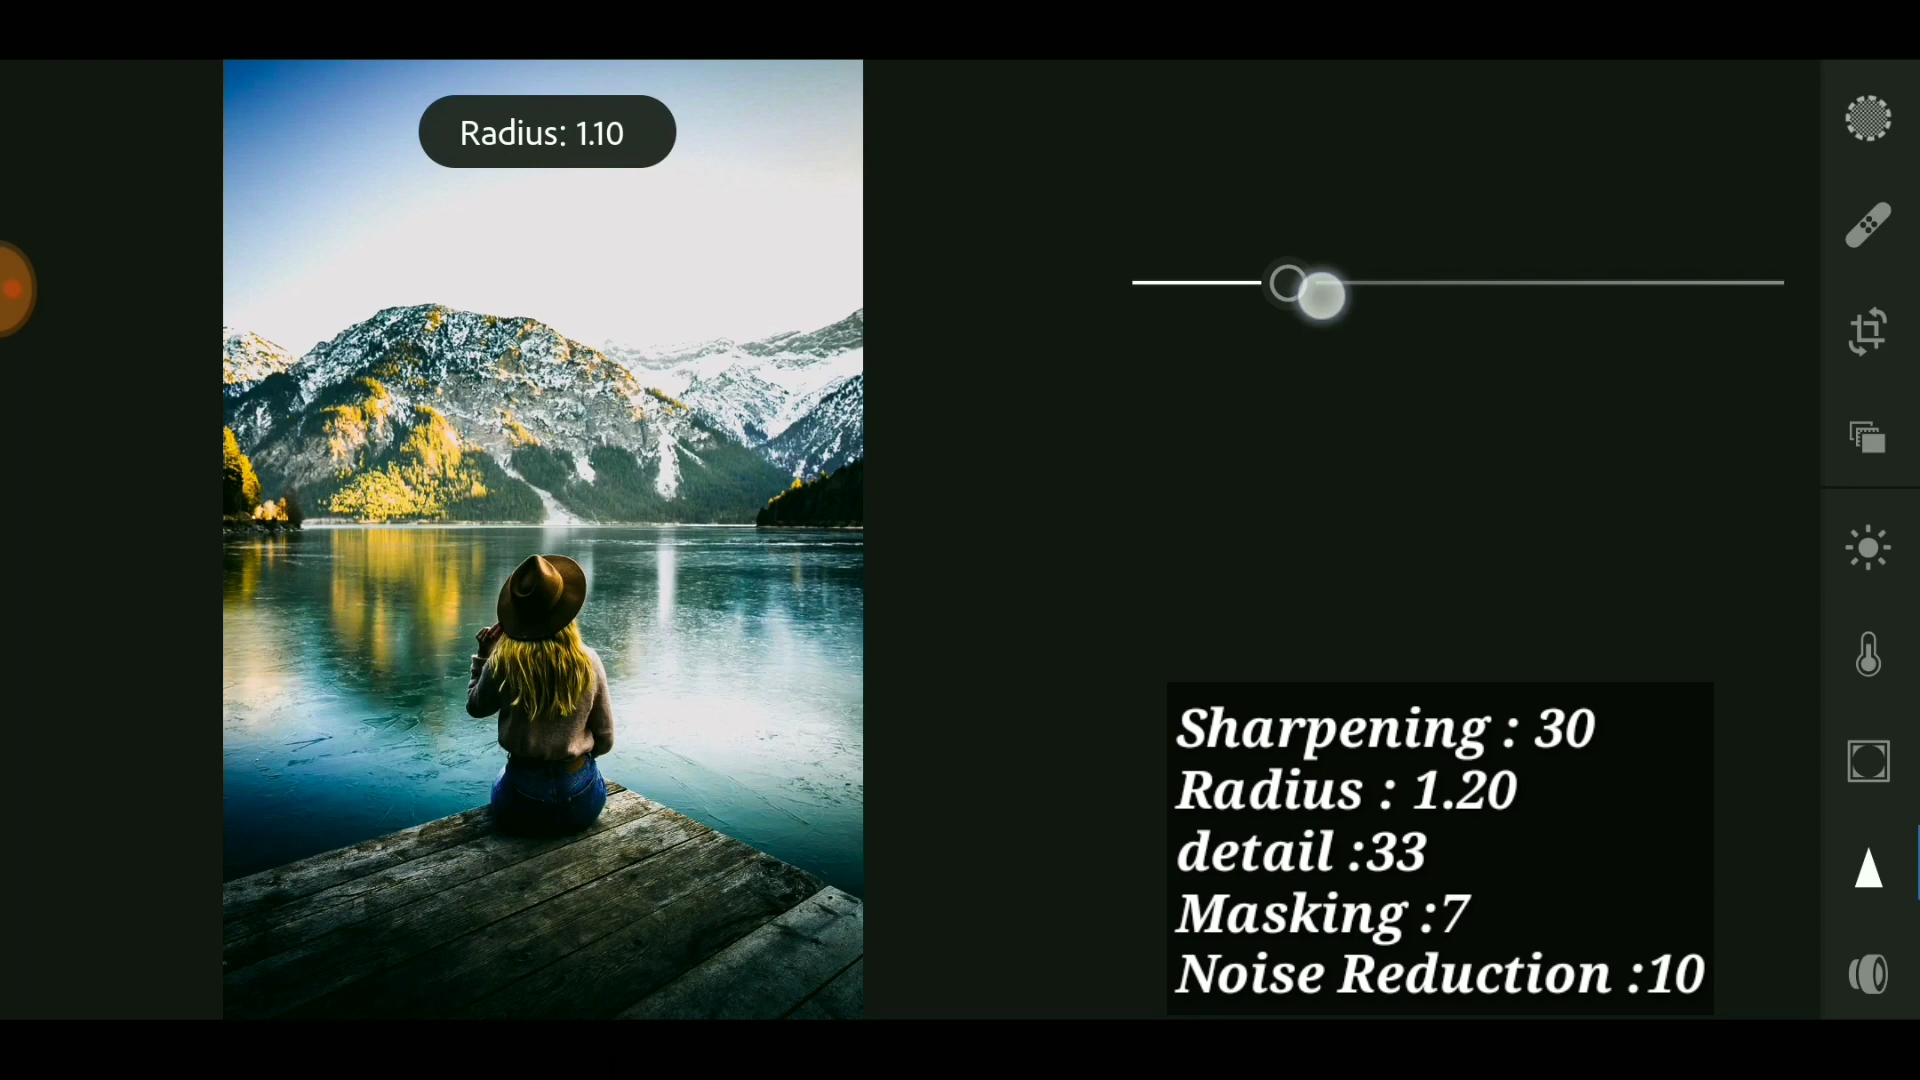 Radius: 1.10
Sharpening : 30
Radius : 1.20
detail :33
Masking :7
Noise Reduction :10